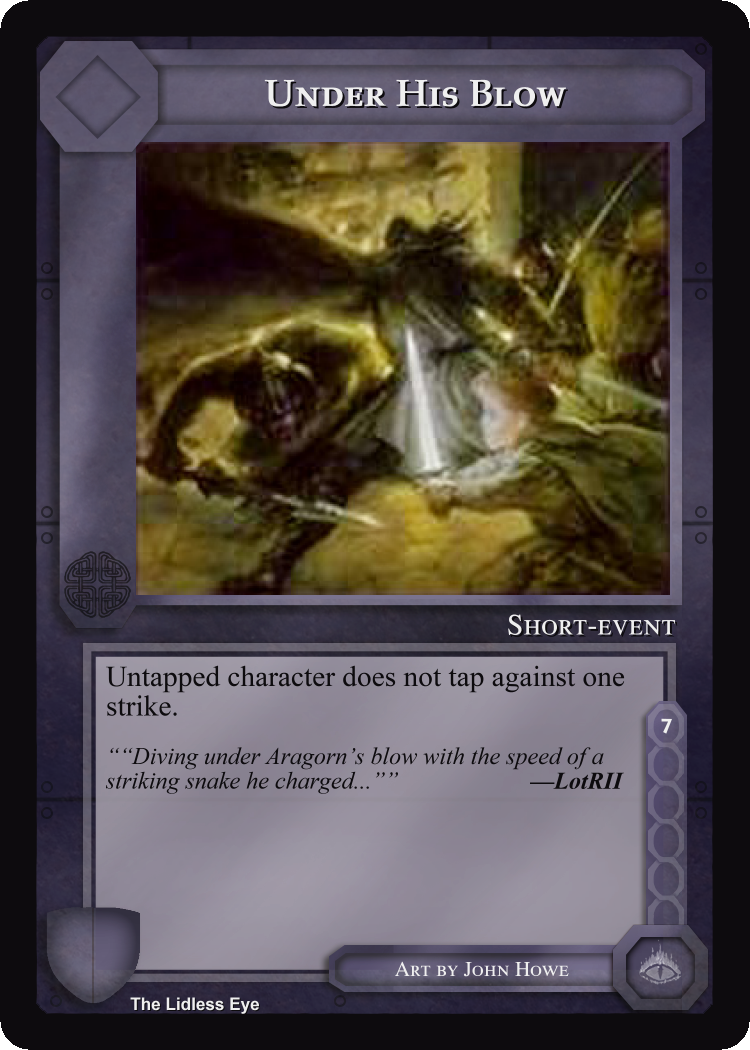 Under His Blow
Short-event
Untapped character does not tap against one
strike.
““Diving under Aragorn’s blow with the speed of a
striking snake he charged...”” —LotRII
7
Art by John Howe
The Lidless Eye